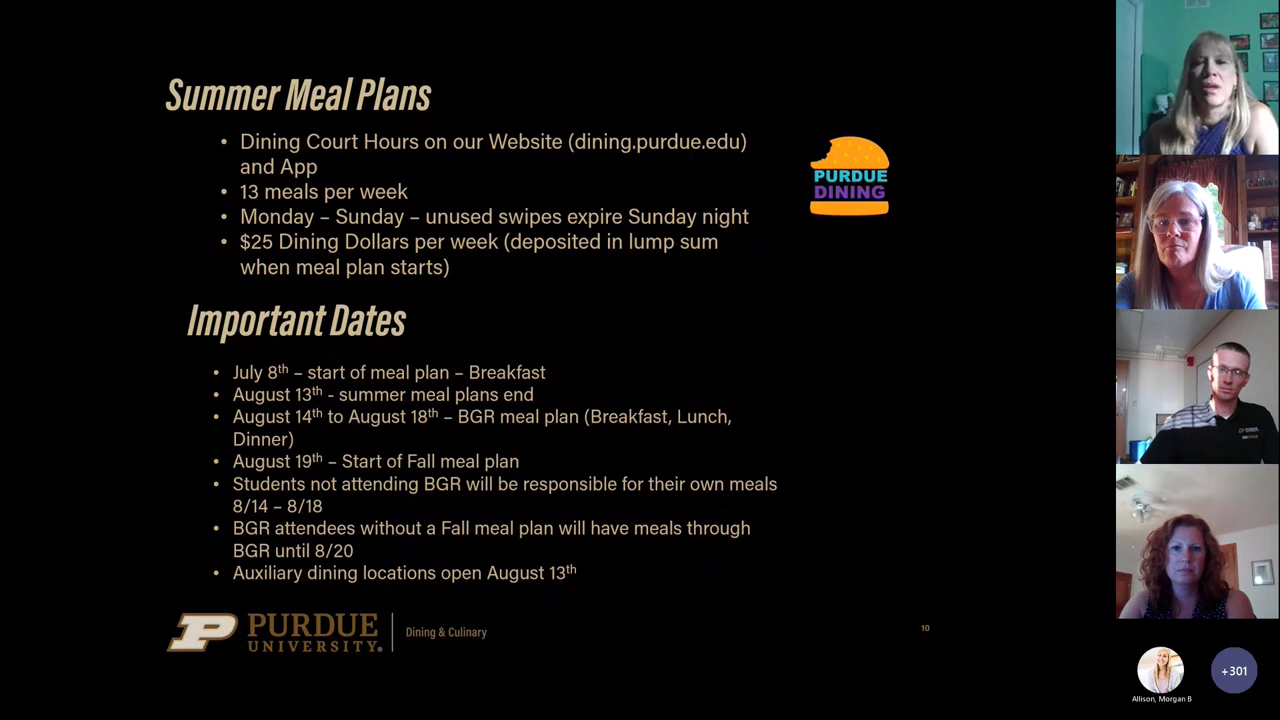 Summer Meal Plans
• Dining Court Hours on our Website (dining.purdue.edu)
and App
• 13 meals per week
• Monday – Sunday – unused swipes expire Sunday night
• $25 Dining Dollars per week (deposited in lump sum
when meal plan starts)
PURDUE
DINING
Important Dates
• July 8th – start of meal plan – Breakfast
• August 13th - summer meal plans end
• August 14th to August 18th – BGR meal plan (Breakfast, Lunch,
Dinner)
• August 19th – Start of Fall meal plan
• Students not attending BGR will be responsible for their own meals
8/14 – 8/18
• BGR attendees without a Fall meal plan will have meals through
BGR until 8/20
• Auxiliary dining locations open August 13th
P PURDUE
UNIVERSITY®
Dining & Culinary
10
Allison, Morgan B
+301